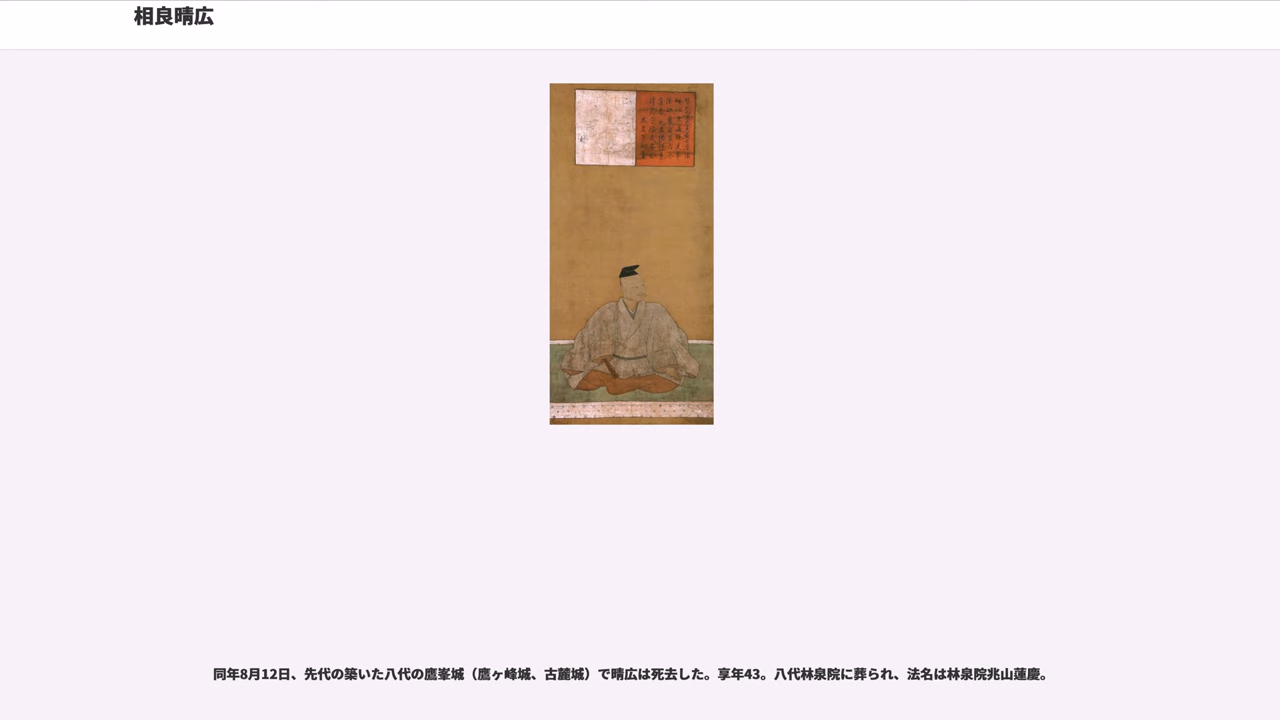 相良晴広
同年8月12日、先代の築いた八代の鷹峯城（鷹ヶ峰城、古麓城）で晴広は死去した。享年43。八代林泉院に葬られ、法名は林泉院兆山蓮慶。